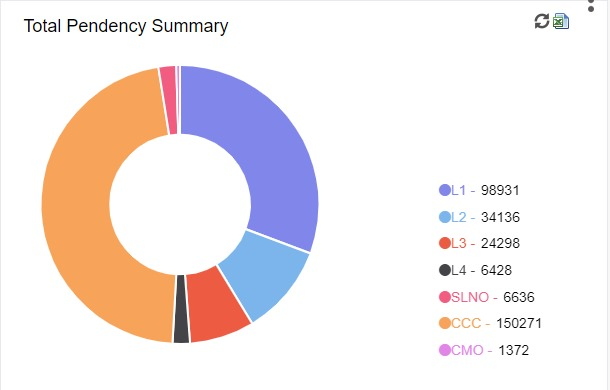 Total Pendency Summary
L1 - 98931
L2 - 34136
L3 - 24298
L4 - 6428
SLNO - 6636
CCC - 150271
CMO - 1372